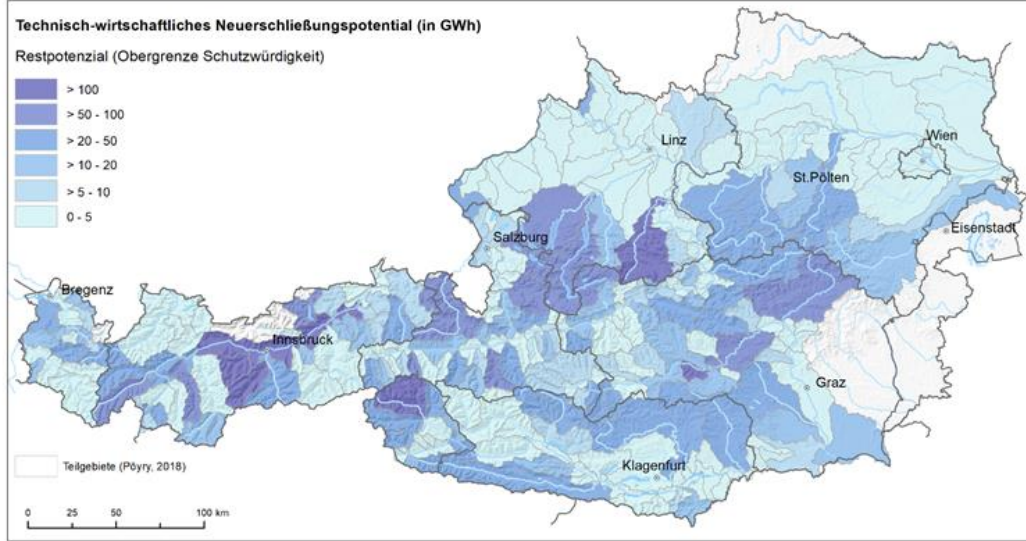 Technisch-wirtschaftliches Neuerschließungspotential (in GWh)
Restpotenzial (Obergrenze Schutzwürdigkeit)
> 100
> 50 - 100
> 20 - 50
> 10 - 20
> 5 - 10
0 - 5
Linz
Wien
St.Pölten
Eisenstadt
Salzburg
Bregenz
Innsbruck
Graz
Klagenfurt
Teilgebiete (Pöyry, 2018)
0 25 50 100 km